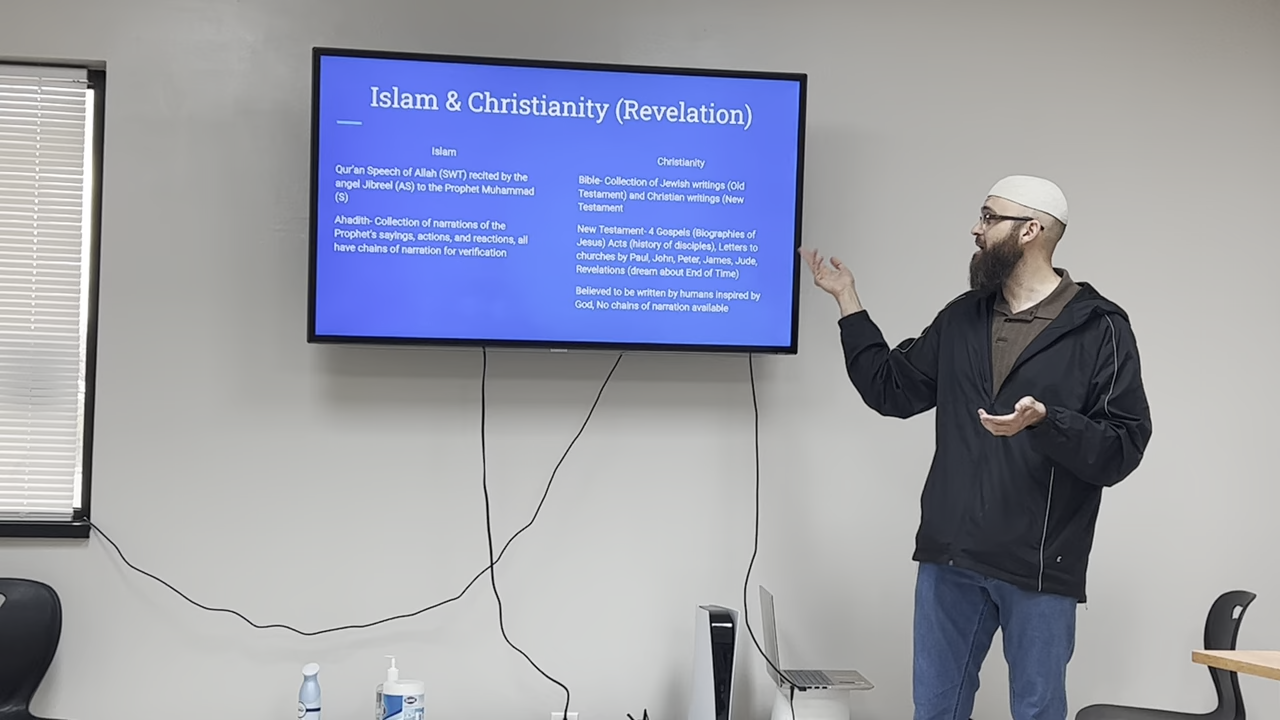 Islam & Christianity (Revelation)
Islam
Qur'an Speech of Allah (SWT) recited by the
angel Jibreel (AS) to the Prophet Muhammad
(S)
Ahadith- Collection of narrations of the
Prophet's sayings, actions, and reactions, all
have chains of narration for verification
Christianity
Bible- Collection of Jewish writings (Old
Testament) and Christian writings (New
Testament
New Testament- 4 Gospels (Biographies of
Jesus) Acts (history of disciples), Letters to
churches by Paul, John, Peter, James, Jude,
Revelations (dream about End of Time)
Believed to be written by humans inspired by
God, No chains of narration available